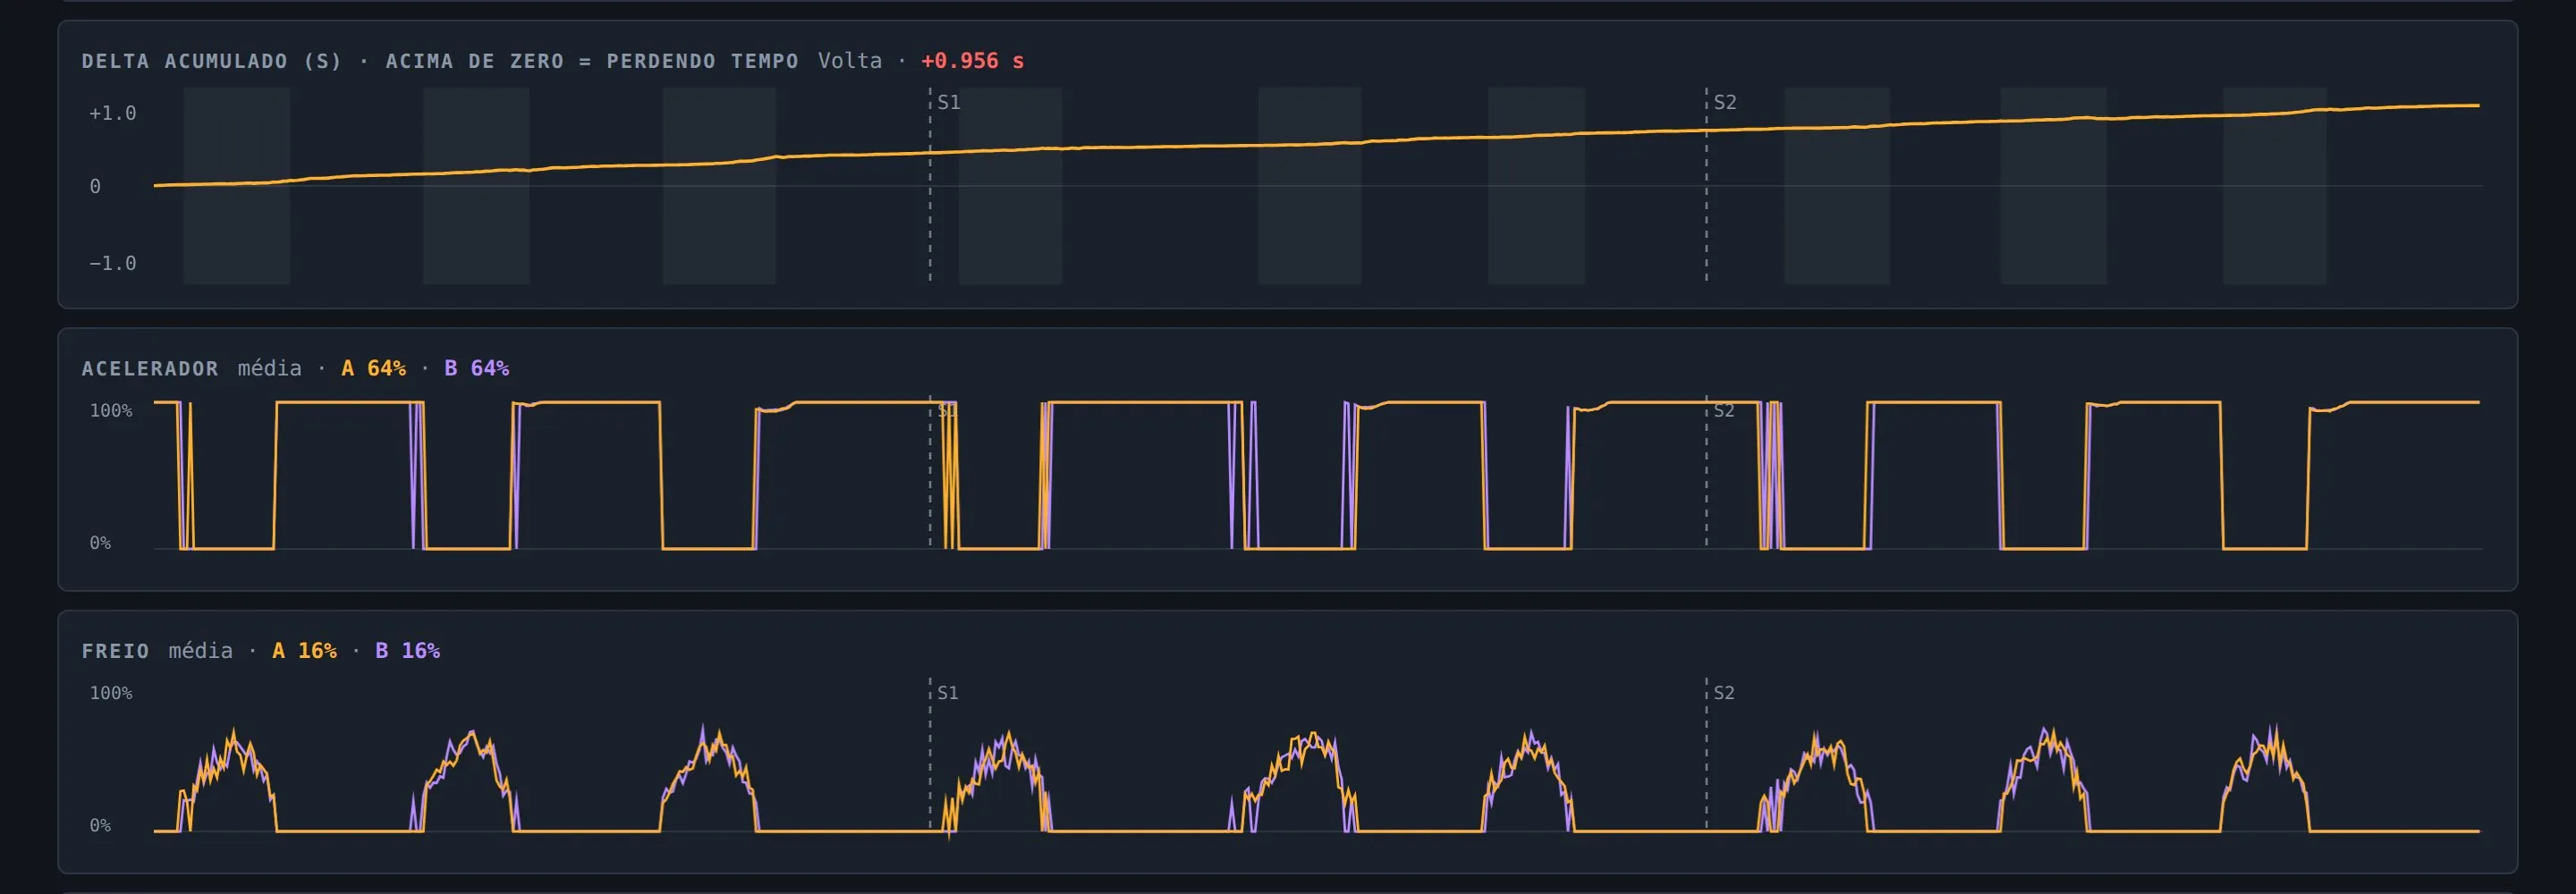 DELTA ACUMULADO (S) · ACIMA DE ZERO = PERDENDO TEMPO Volta · +0.956 s
S1 S2
+1.0
0
−1.0
ACELERADOR média · A 64% · B 64%
100% S1 S2
0%
FREIO média · A 16% · B 16%
100% S1 S2
0%